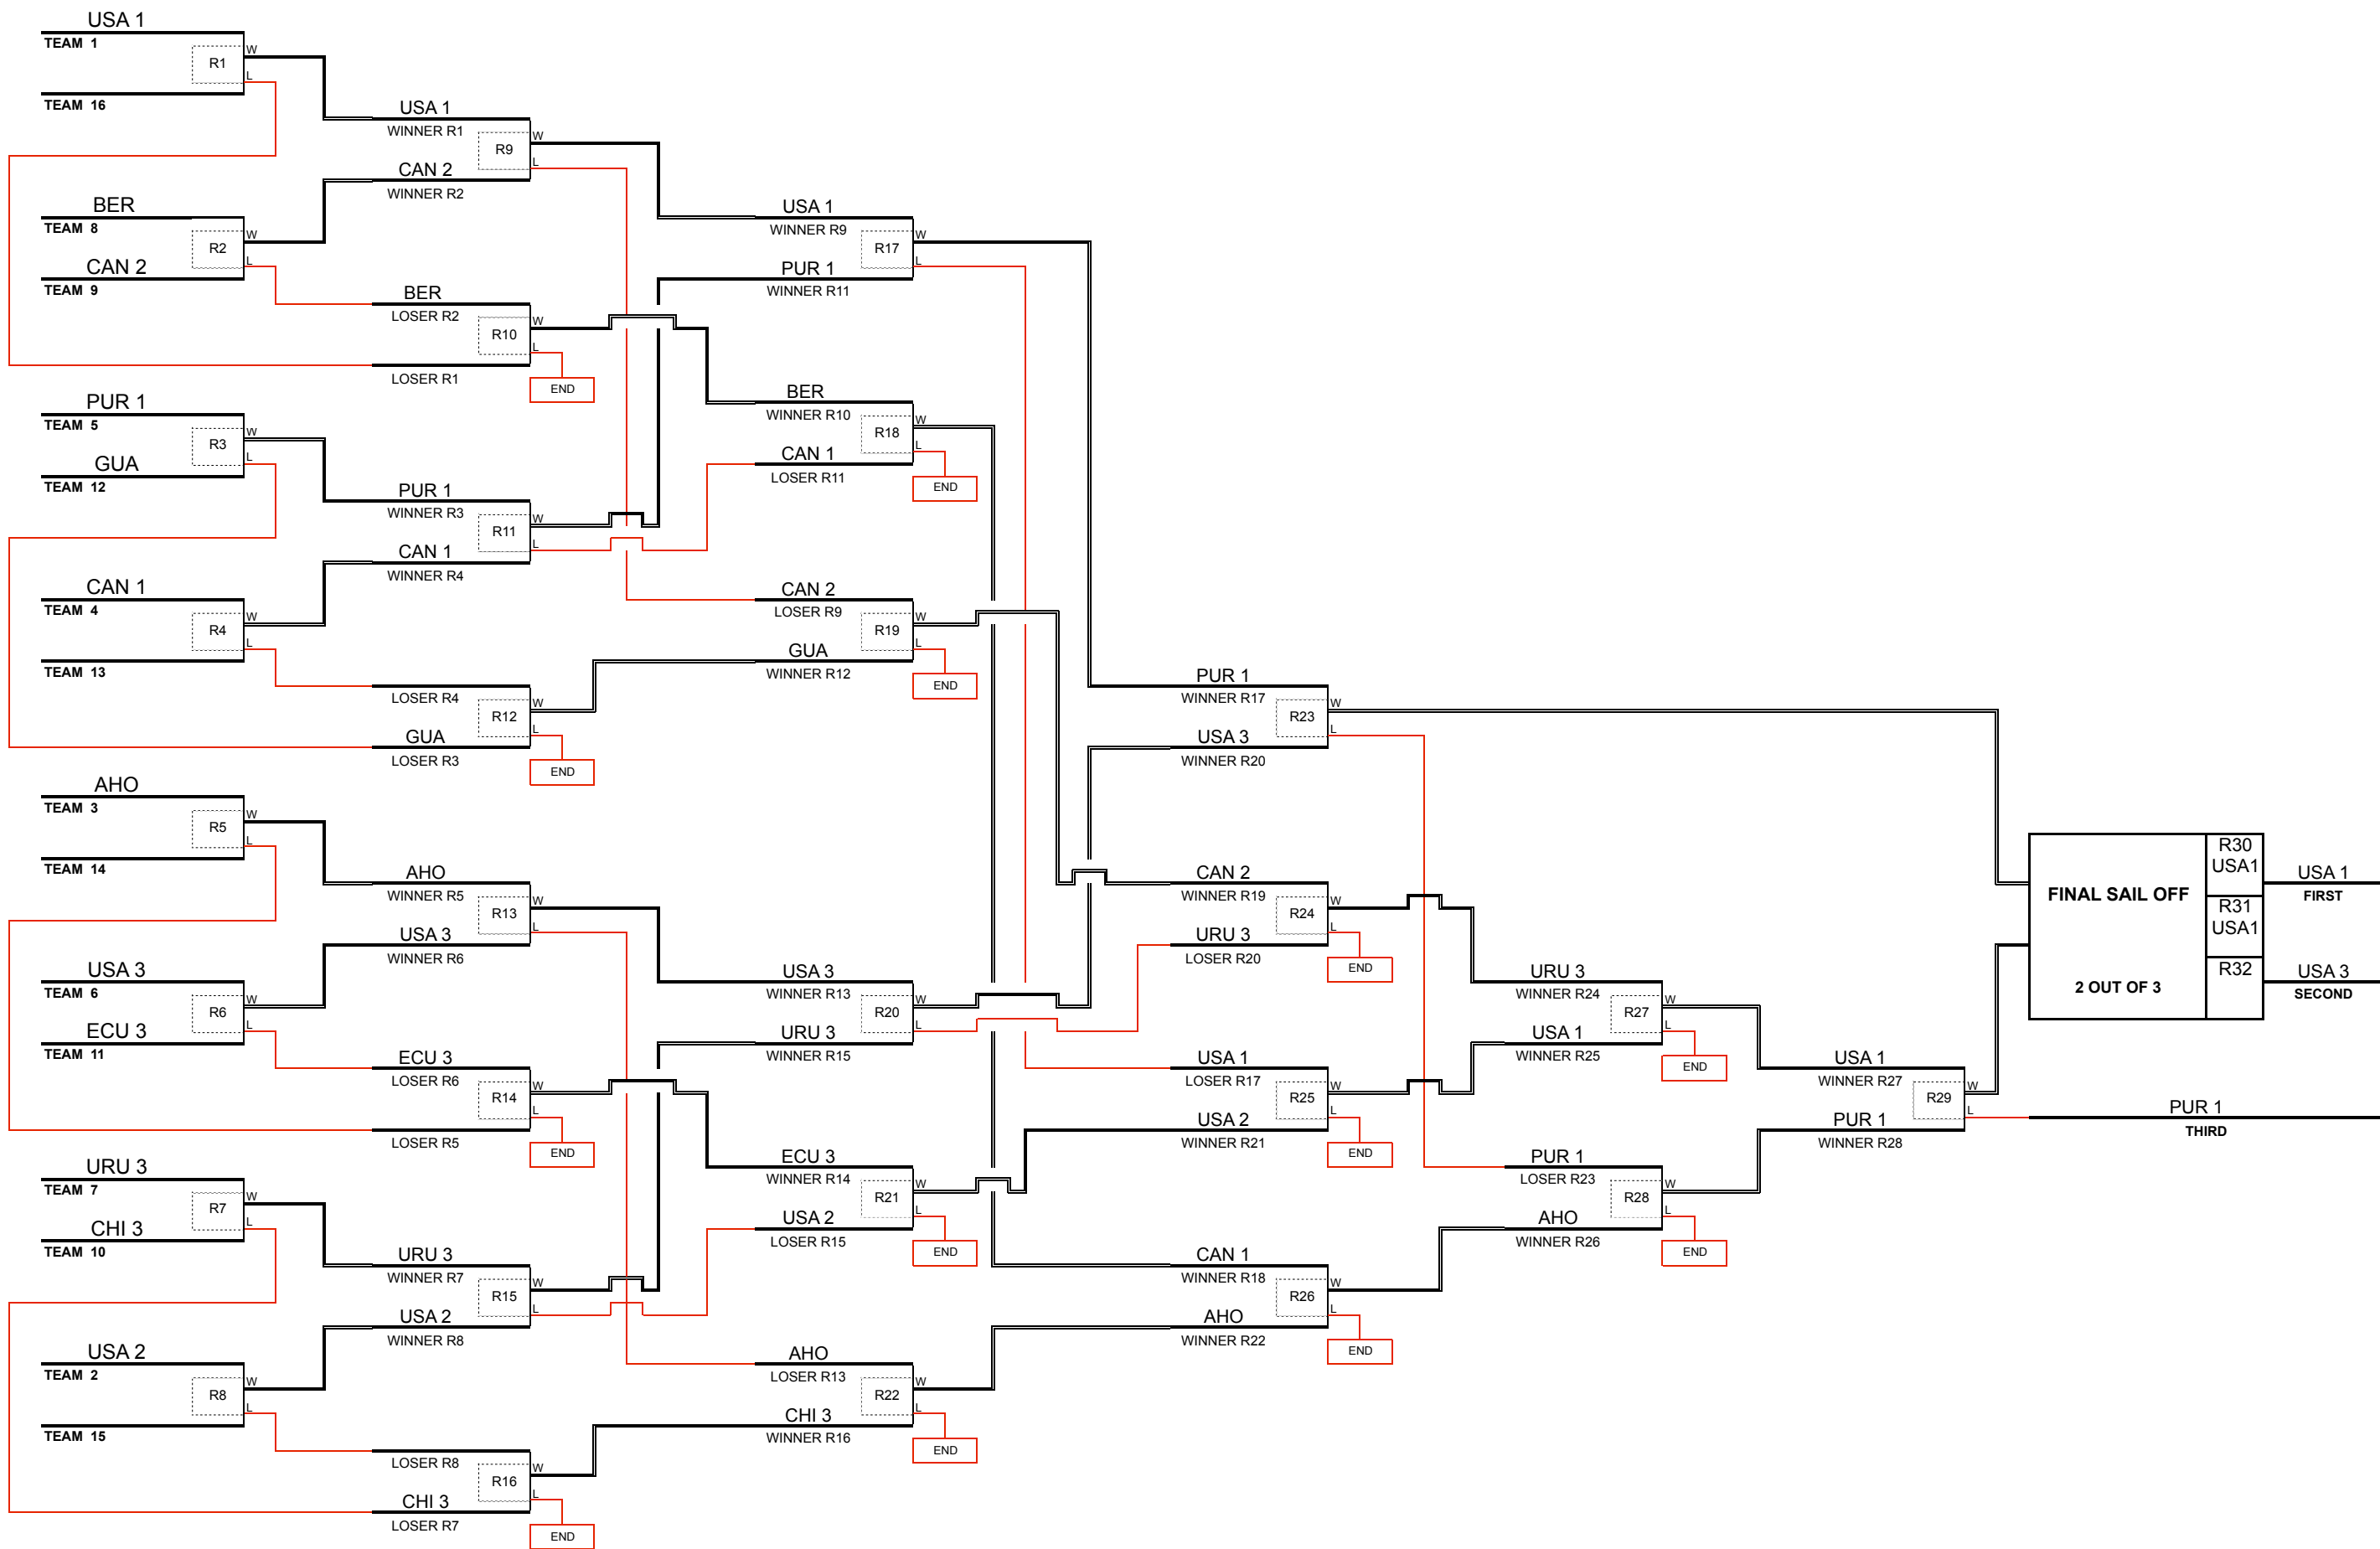 USA 1
TEAM 1
R1
W
L
TEAM 16
BER
TEAM 8
R2
W
L
CAN 2
TEAM 9
PUR 1
TEAM 5
R3
W
L
GUA
TEAM 12
CAN 1
TEAM 4
R4
W
L
TEAM 13
AHO
TEAM 3
R5
W
L
TEAM 14
USA 3
TEAM 6
R6
W
L
ECU 3
TEAM 11
URU 3
TEAM 7
R7
W
L
CHI 3
TEAM 10
USA 2
TEAM 2
R8
W
L
TEAM 15
USA 1
WINNER R1
R9
W
L
CAN 2
WINNER R2
BER
LOSER R2
R10
W
L
LOSER R1
END
PUR 1
WINNER R3
R11
W
L
CAN 1
WINNER R4
LOSER R4
R12
W
L
GUA
LOSER R3
END
AHO
WINNER R5
R13
W
L
USA 3
WINNER R6
ECU 3
LOSER R6
R14
W
L
LOSER R5
END
URU 3
WINNER R7
R15
W
L
USA 2
WINNER R8
LOSER R8
R16
W
L
CHI 3
LOSER R7
END
USA 1
WINNER R9
R17
W
L
PUR 1
WINNER R11
BER
WINNER R10
R18
W
L
CAN 1
LOSER R11
END
CAN 2
LOSER R9
R19
W
L
GUA
WINNER R12
END
USA 3
WINNER R13
R20
W
L
URU 3
WINNER R15
ECU 3
WINNER R14
R21
W
L
USA 2
LOSER R15
END
AHO
LOSER R13
R22
W
L
CHI 3
WINNER R16
END
PUR 1
WINNER R17
R23
W
L
USA 3
WINNER R20
CAN 2
WINNER R19
R24
W
L
URU 3
LOSER R20
END
USA 1
LOSER R17
R25
W
L
USA 2
WINNER R21
END
CAN 1
WINNER R18
R26
W
L
AHO
WINNER R22
END
URU 3
WINNER R24
R27
W
L
USA 1
WINNER R25
END
PUR 1
LOSER R23
R28
W
L
AHO
WINNER R26
END
USA 1
WINNER R27
R29
W
L
PUR 1
WINNER R28
FINAL SAIL OFF
2 OUT OF 3
R30
USA1
R31
USA1
R32
USA 1
FIRST
USA 3
SECOND
PUR 1
THIRD